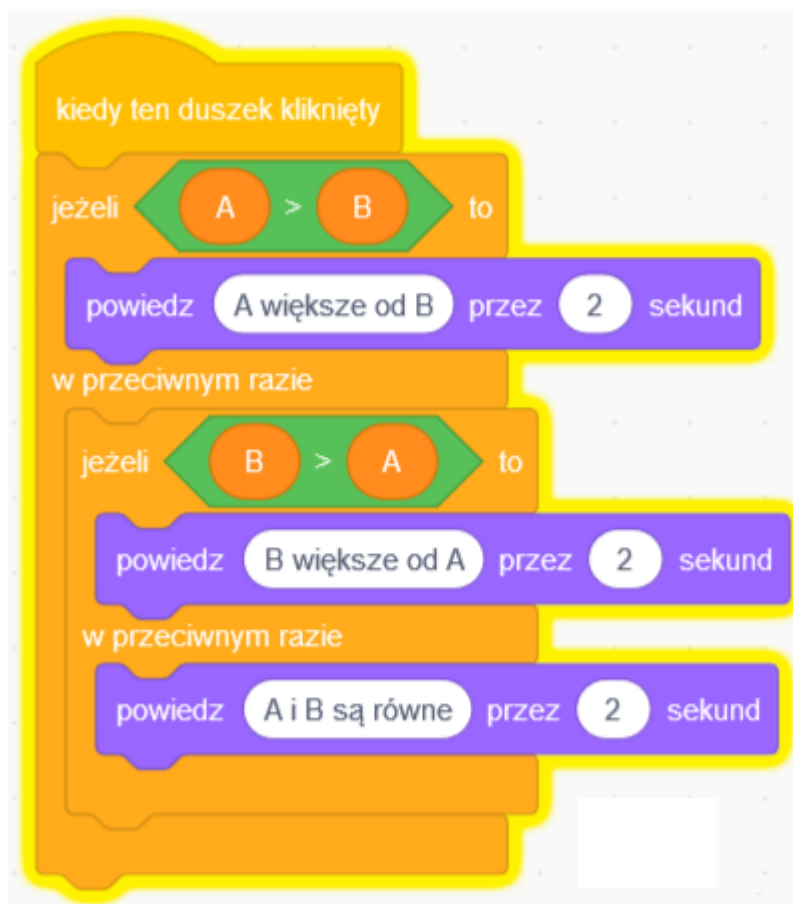 kiedy ten duszek kliknięty
jeżeli A > B to
powiedz A większe od B przez 2 sekund
w przeciwnym razie
jeżeli B > A to
powiedz B większe od A przez 2 sekund
w przeciwnym razie
powiedz A i B są równe przez 2 sekund